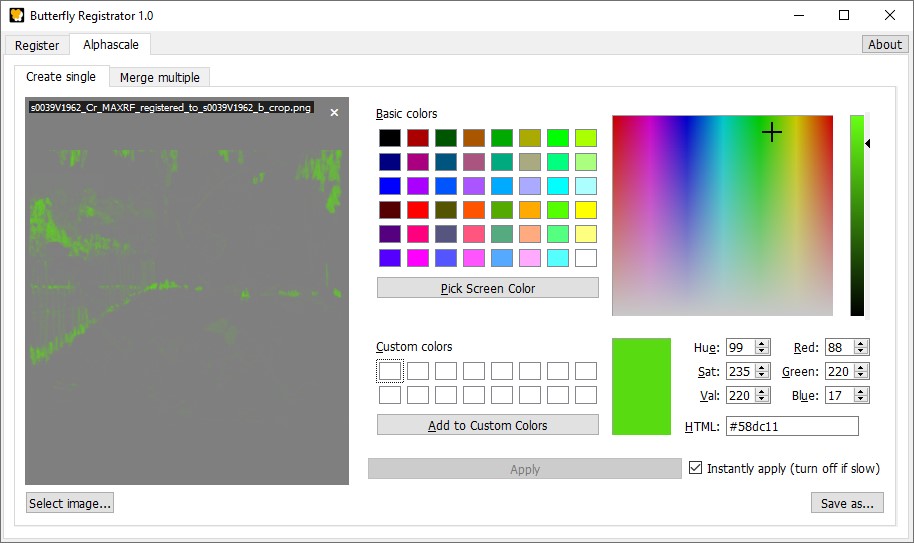 Butterfly Registrator 1.0
Register
Alphascale
About
Create single
Merge multiple
s0039V1962_Cr_MAXRF_registered_to_s0039V1962_b_crop.png
Basic colors
Pick Screen Color
Custom colors
Add to Custom Colors
Hue: 99 Red: 88
Sat: 235 Green: 220
Val: 220 Blue: 17
HTML: #58dc11
Apply
Instantly apply (turn off if slow)
Select image...
Save as...